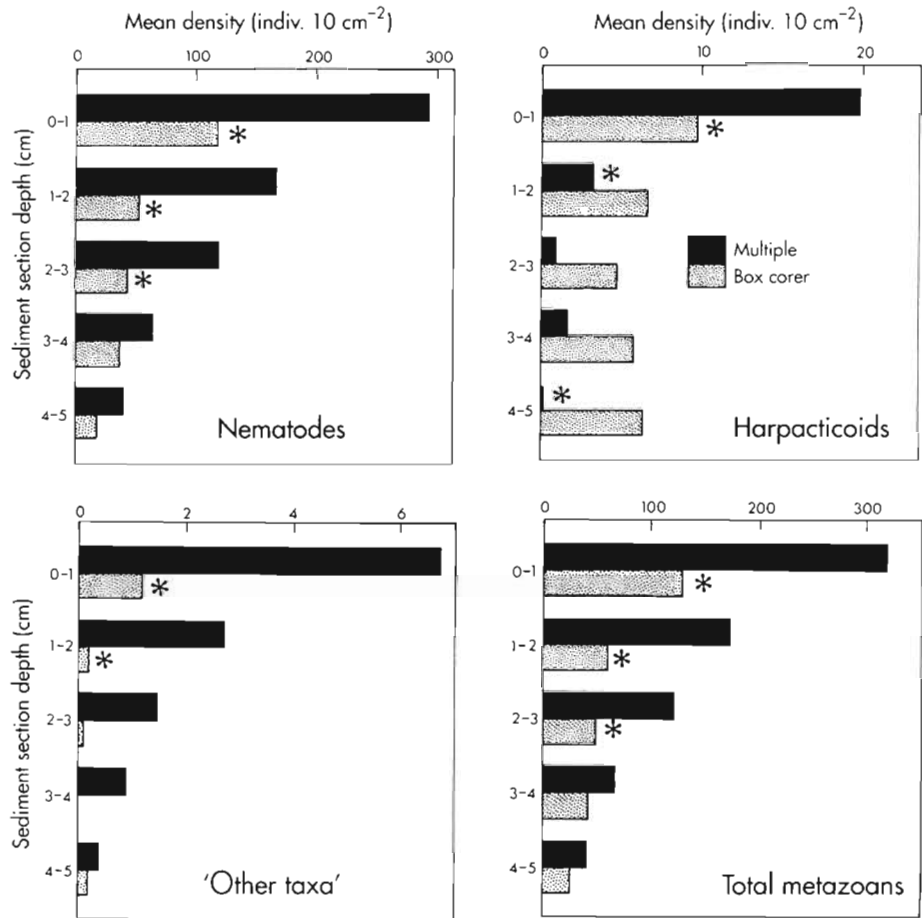 Mean density (indiv. 10 cm⁻²)
0 100 200 300
Sediment section depth (cm)
0-1
*
1-2
*
2-3
*
3-4
4-5
Nematodes
Mean density (indiv. 10 cm⁻²)
0 10 20
0-1
*
1-2
*
2-3
Multiple
Box corer
3-4
4-5
*
Harpacticoids
0 2 4 6
Sediment section depth (cm)
0-1
*
1-2
*
2-3
3-4
4-5
'Other taxa'
0 100 200 300
0-1
*
1-2
*
2-3
*
3-4
4-5
Total metazoans